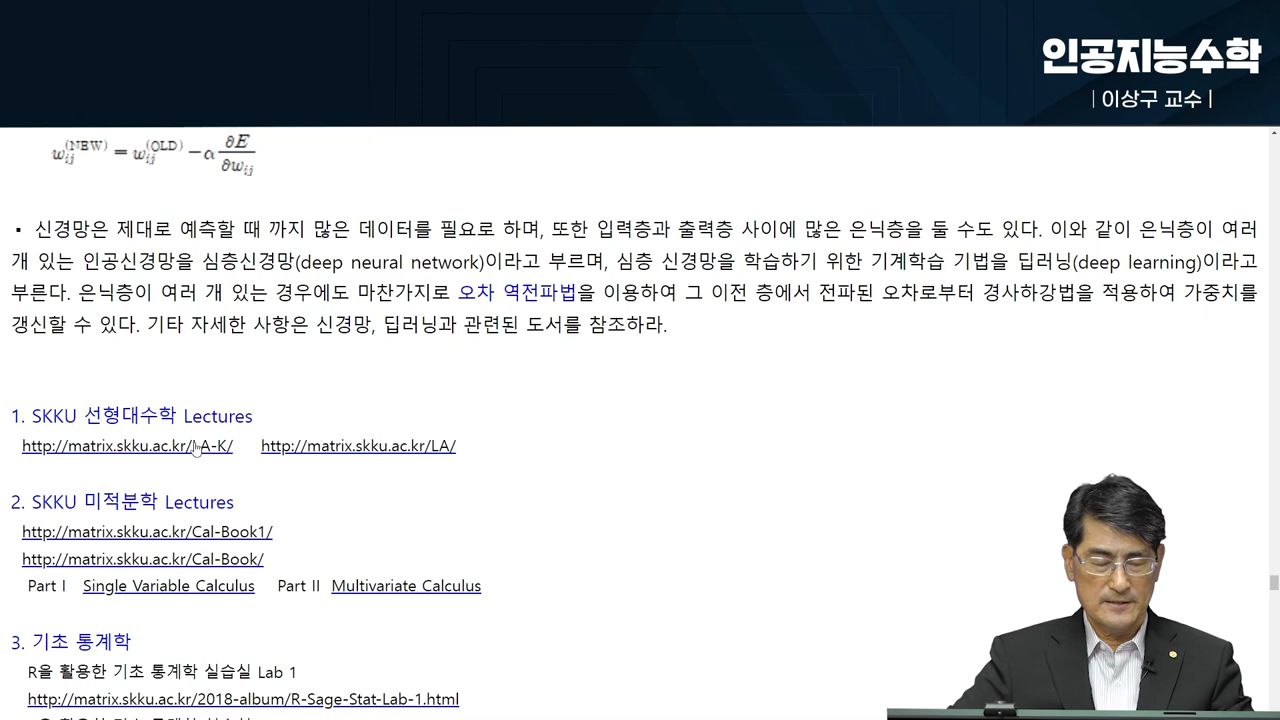 인공지능수학
| 이상구 교수 |
w_{ij}^{(NEW)} = w_{ij}^{(OLD)} − α ∂E/∂w_{ij}
▪ 신경망은 제대로 예측할 때 까지 많은 데이터를 필요로 하며, 또한 입력층과 출력층 사이에 많은 은닉층을 둘 수도 있다. 이와 같이 은닉층이 여러
개 있는 인공신경망을 심층신경망(deep neural network)이라고 부르며, 심층 신경망을 학습하기 위한 기계학습 기법을 딥러닝(deep learning)이라고
부른다. 은닉층이 여러 개 있는 경우에도 마찬가지로 오차 역전파법을 이용하여 그 이전 층에서 전파된 오차로부터 경사하강법을 적용하여 가중치를
갱신할 수 있다. 기타 자세한 사항은 신경망, 딥러닝과 관련된 도서를 참조하라.
1. SKKU 선형대수학 Lectures
http://matrix.skku.ac.kr/LA-K/ http://matrix.skku.ac.kr/LA/
2. SKKU 미적분학 Lectures
http://matrix.skku.ac.kr/Cal-Book1/
http://matrix.skku.ac.kr/Cal-Book/
Part I Single Variable Calculus Part II Multivariate Calculus
3. 기초 통계학
R을 활용한 기초 통계학 실습실 Lab 1
http://matrix.skku.ac.kr/2018-album/R-Sage-Stat-Lab-1.html